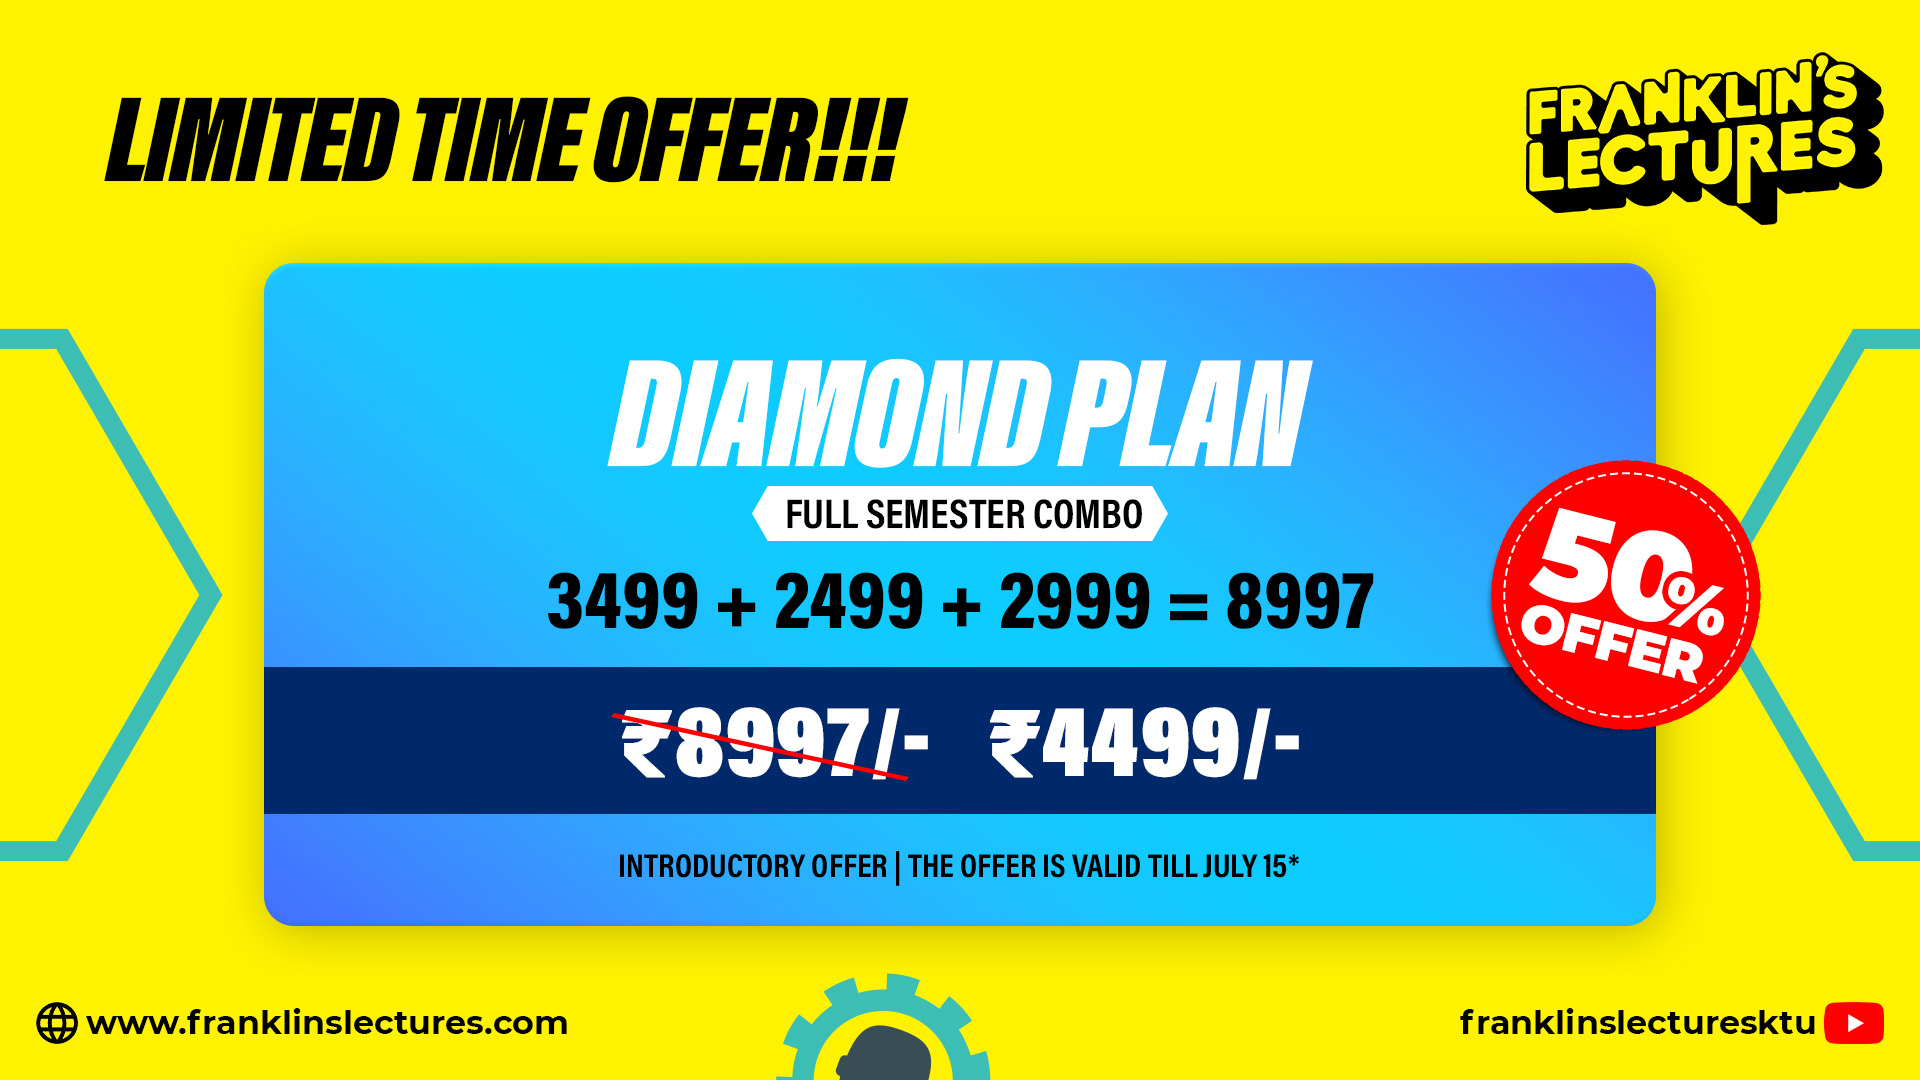 LIMITED TIME OFFER!!!
FRANKLIN'S
LECTURES
DIAMOND PLAN
FULL SEMESTER COMBO
3499 + 2499 + 2999 = 8997
50%
OFFER
₹8997/- ₹4499/-
INTRODUCTORY OFFER | THE OFFER IS VALID TILL JULY 15*
www.franklinslectures.com
franklinslecturesktu